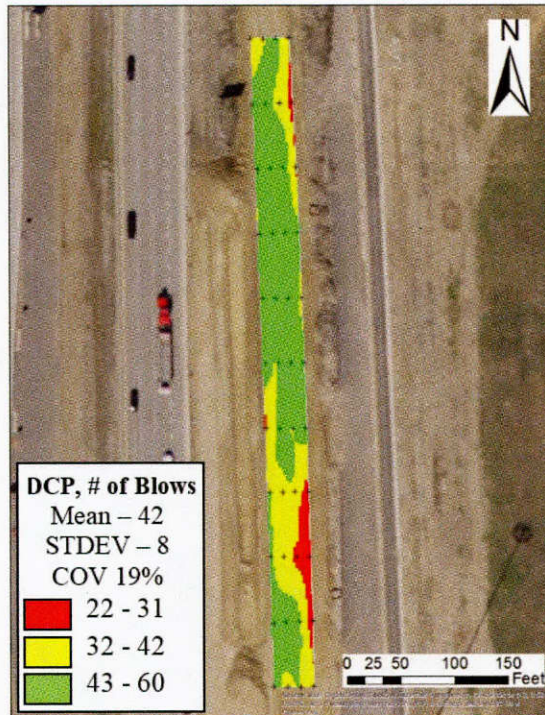 N
DCP, # of Blows
Mean – 42
STDEV – 8
COV 19%
22 - 31
32 - 42
43 - 60
0 25 50 100 150
Feet